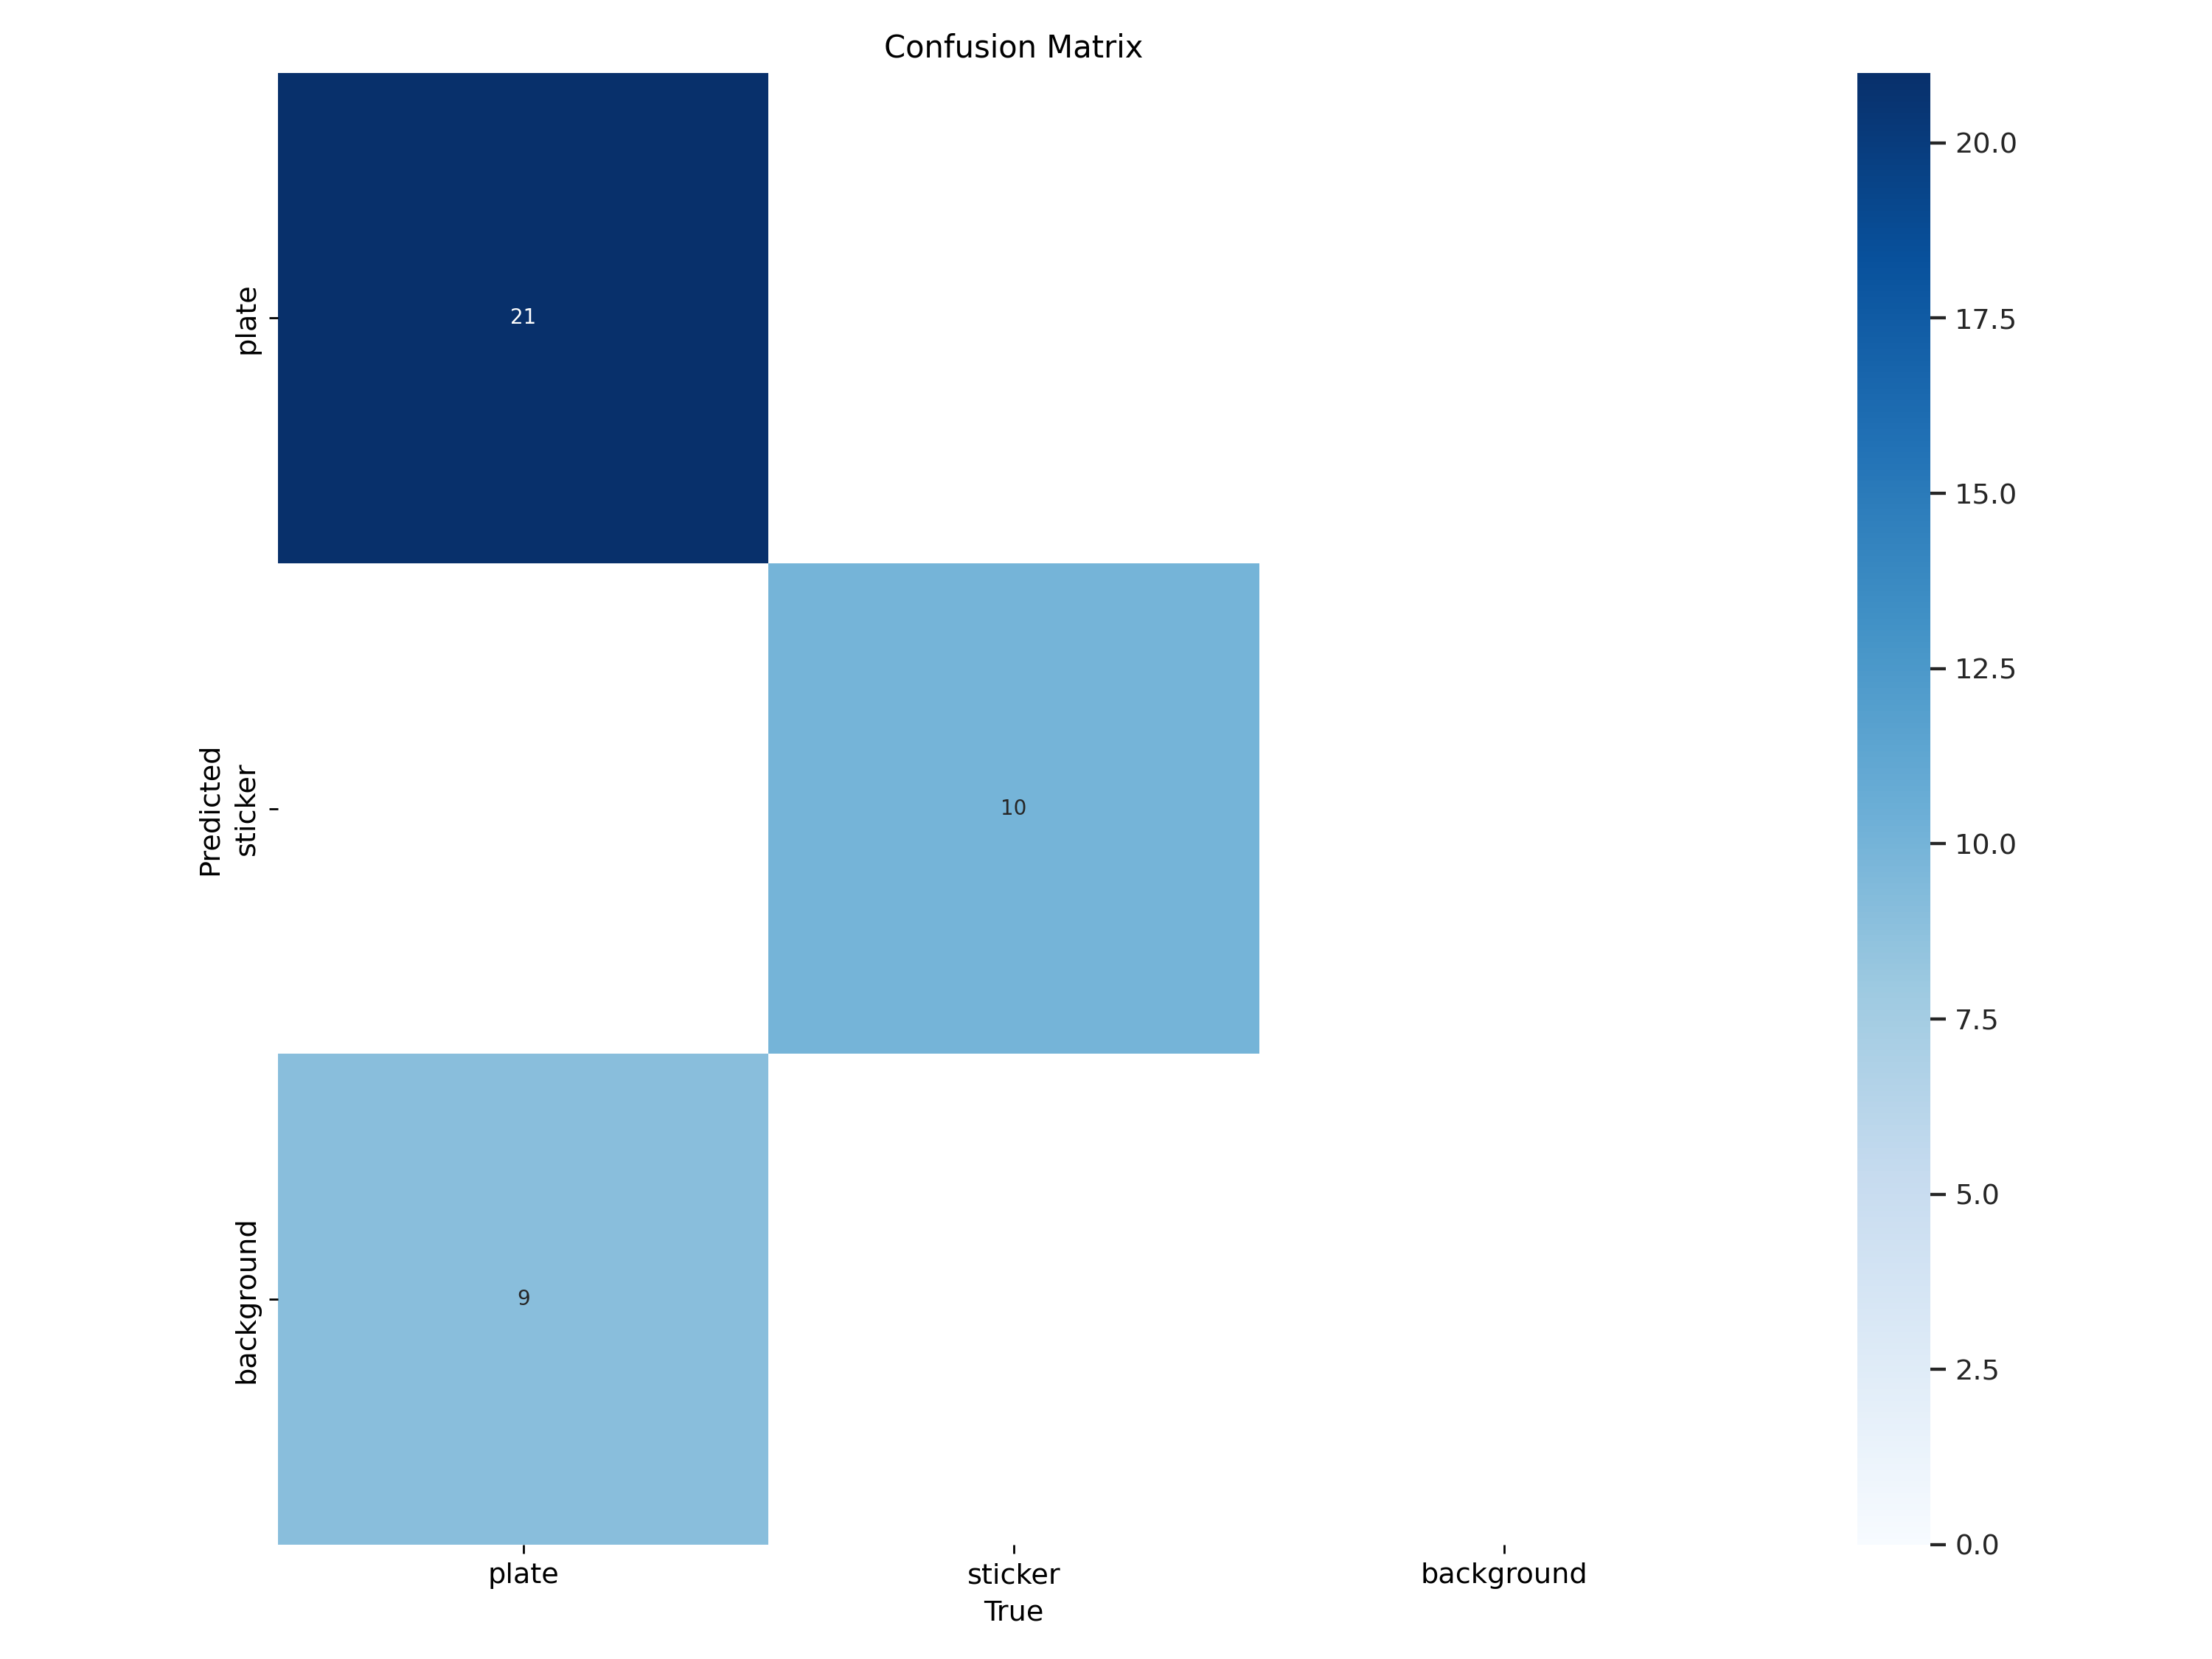 Confusion Matrix
plate
sticker
background
Predicted
21
10
9
plate
sticker
background
True
20.0
17.5
15.0
12.5
10.0
7.5
5.0
2.5
0.0